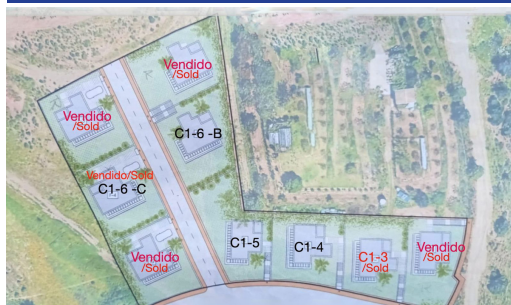 Vendido
/Sold
Vendido
/Sold
C1-6 -B
Vendido/Sold
C1-6 -C
Vendido
/Sold
C1-5
C1-4
C1-3
/Sold
Vendido
/Sold